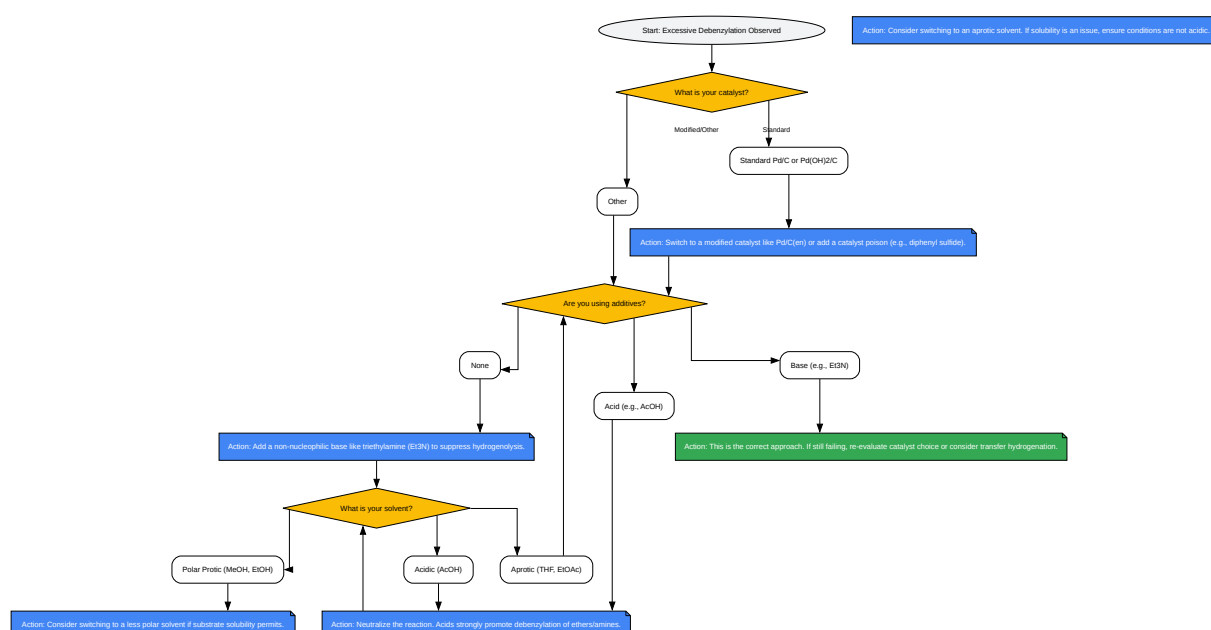 Start: Excessive Debenzylation Observed
Action: Consider switching to an aprotic solvent. If solubility is an issue, ensure conditions are not acidic.
What is your catalyst?
Modified/Other
Standard
Standard Pd/C or Pd(OH)2/C
Other
Action: Switch to a modified catalyst like Pd/C(en) or add a catalyst poison (e.g., diphenyl sulfide).
Are you using additives?
None
Base (e.g., Et3N)
Acid (e.g., AcOH)
Action: Add a non-nucleophilic base like triethylamine (Et3N) to suppress hydrogenolysis.
Action: This is the correct approach. If still failing, re-evaluate catalyst choice or consider transfer hydrogenation.
What is your solvent?
Polar Protic (MeOH, EtOH)
Acidic (AcOH)
Aprotic (THF, EtOAc)
Action: Consider switching to a less polar solvent if substrate solubility permits.
Action: Neutralize the reaction. Acids strongly promote debenzylation of ethers/amines.